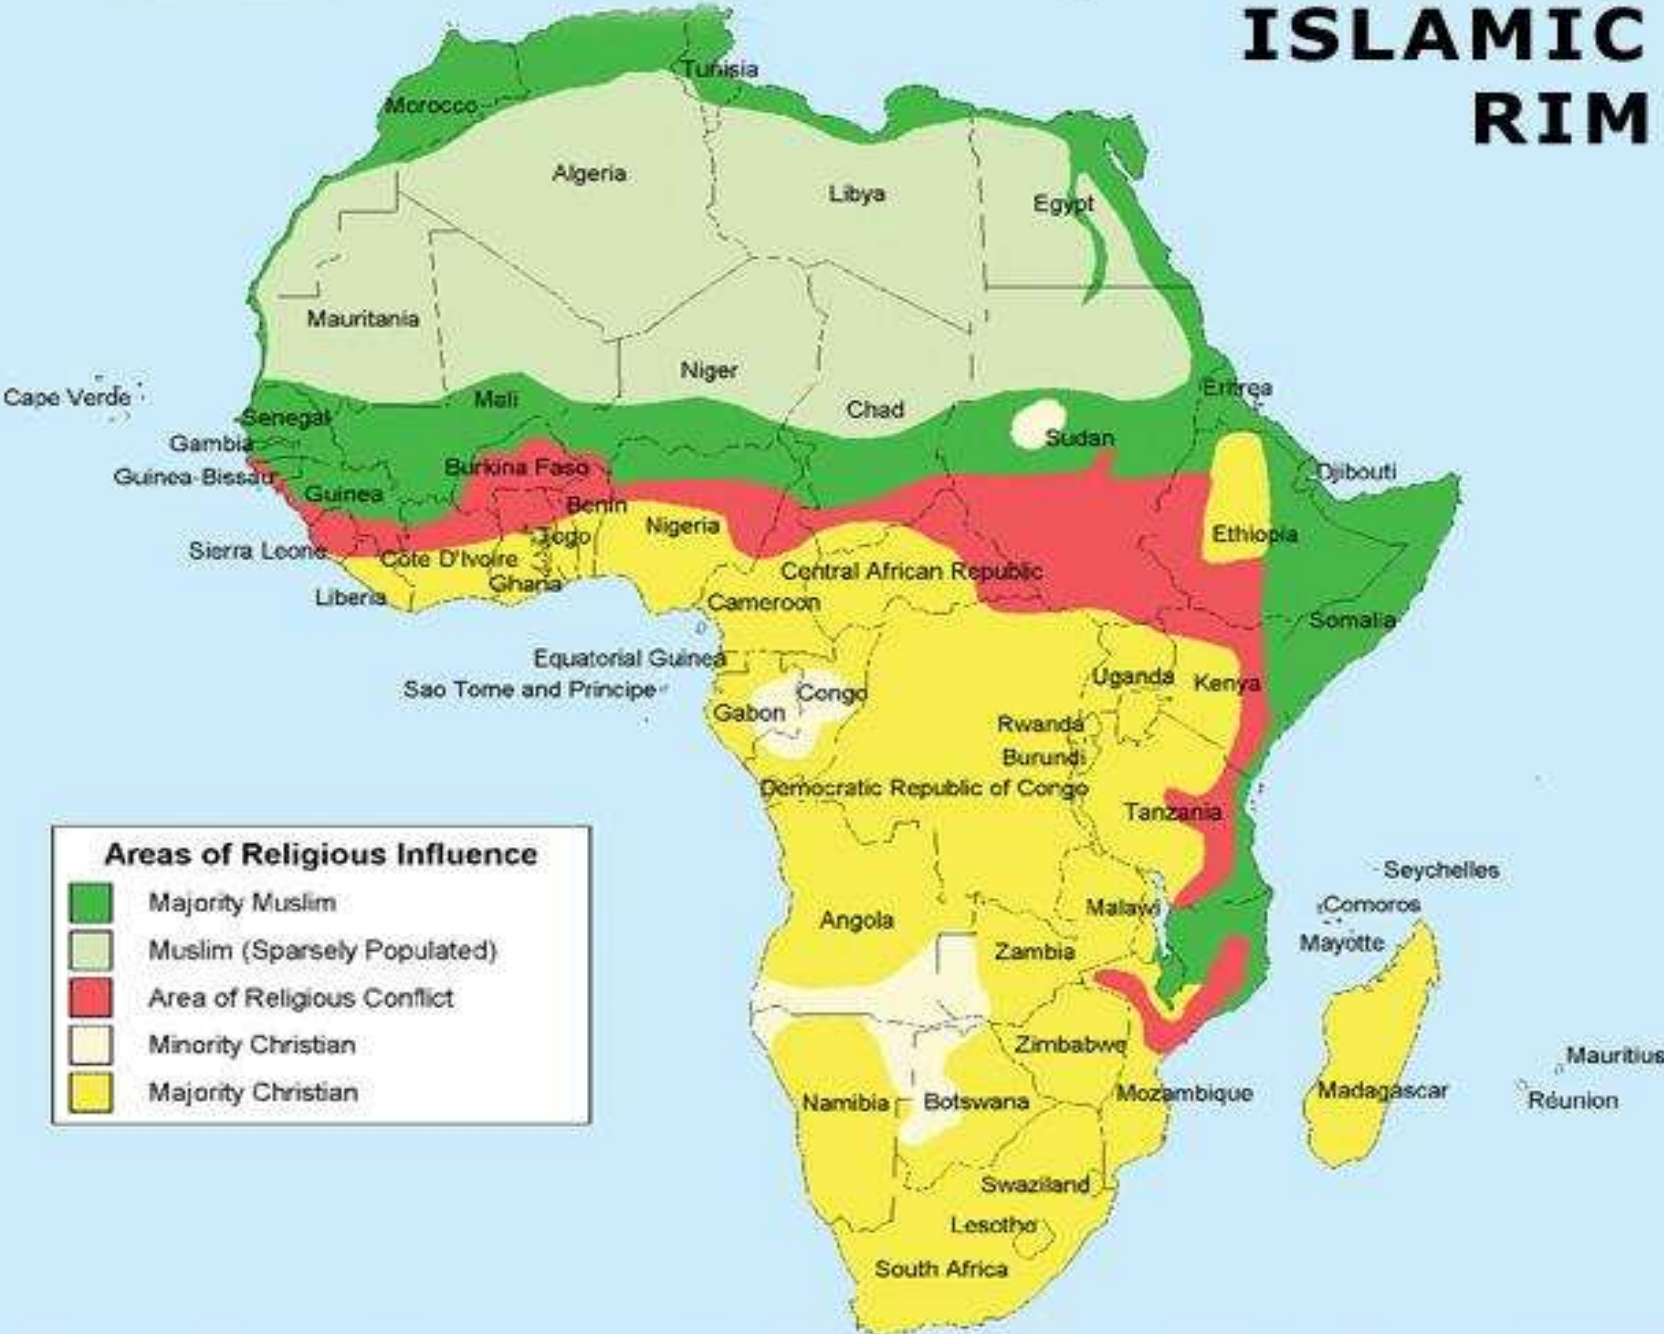 ISLAMIC
RIM
Tunisia
Morocco
Algeria
Libya
Egypt
Mauritania
Niger
Mali
Chad
Cape Verde
Eritrea
Senegal
Gambia
Sudan
Guinea-Bissau
Burkina Faso
Djibouti
Guinea
Benin
Nigeria
Togo
Ethiopia
Sierra Leone
Cote D'Ivoire
Ghana
Central African Republic
Liberia
Cameroon
Somalia
Equatorial Guinea
Uganda
Kenya
Sao Tome and Principe
Congo
Gabon
Rwanda
Burundi
Democratic Republic of Congo
Tanzania
Areas of Religious Influence
Majority Muslim
Muslim (Sparsely Populated)
Area of Religious Conflict
Minority Christian
Majority Christian
Seychelles
Comoros
Malawi
Angola
Mayotte
Zambia
Zimbabwe
Mauritius
Namibia
Botswana
Mozambique
Madagascar
Réunion
Swaziland
Lesotho
South Africa